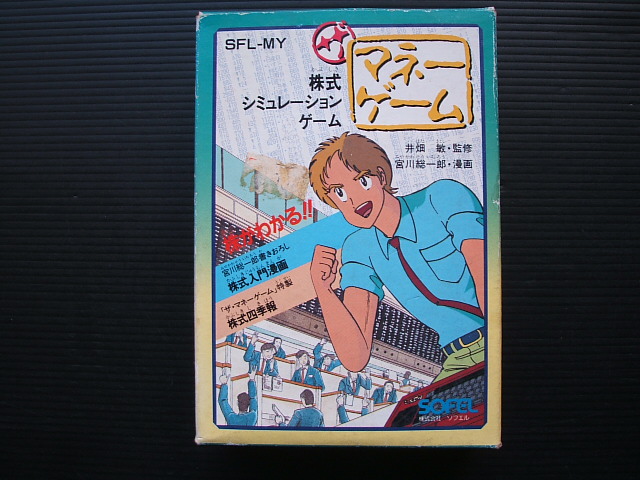 SFL-MY
ザ
マネー
ゲーム
株式
シミュレーション
ゲーム
井畑 敏・監修
宮川総一郎・漫画
株がわかる!!
宮川総一郎書きおろし
株式入門漫画
「ザ・マネーゲーム」特製
株式四季報
SOFEL
株式会社 ソフエル